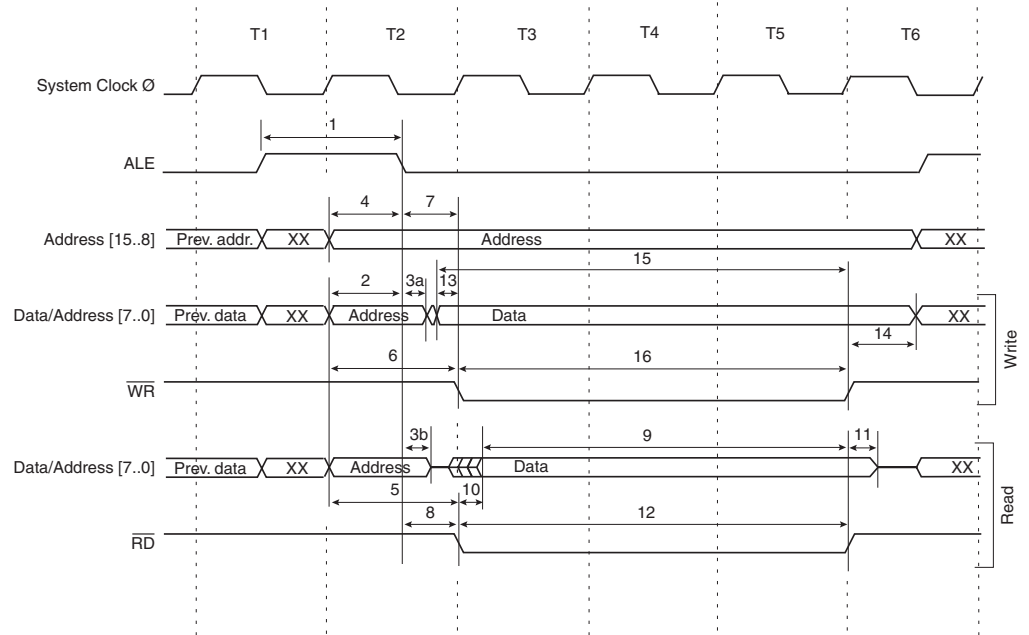 T1 T2 T3 T4 T5 T6
System Clock Ø
1
ALE
4 7
Address [15..8] Prev. addr. XX Address XX
15
2 3a 13
Data/Address [7..0] Prev. data XX Address Data XX
14
6 16
WR
Write
3b 9 11
Data/Address [7..0] Prev. data XX Address Data XX
5 10
8 12
RD
Read